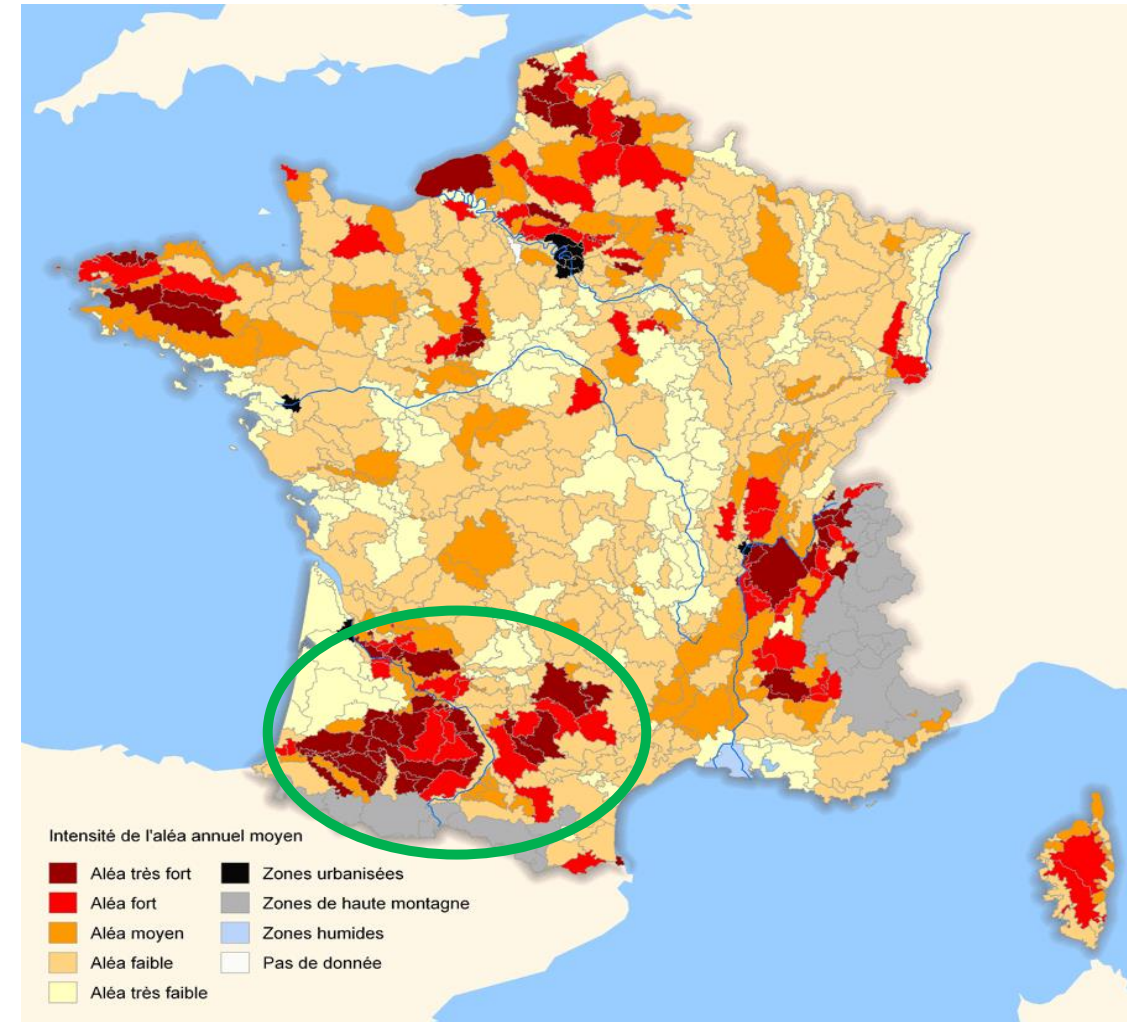 Intensité de l'aléa annuel moyen
Aléa très fort
Aléa fort
Aléa moyen
Aléa faible
Aléa très faible
Zones urbanisées
Zones de haute montagne
Zones humides
Pas de donnée